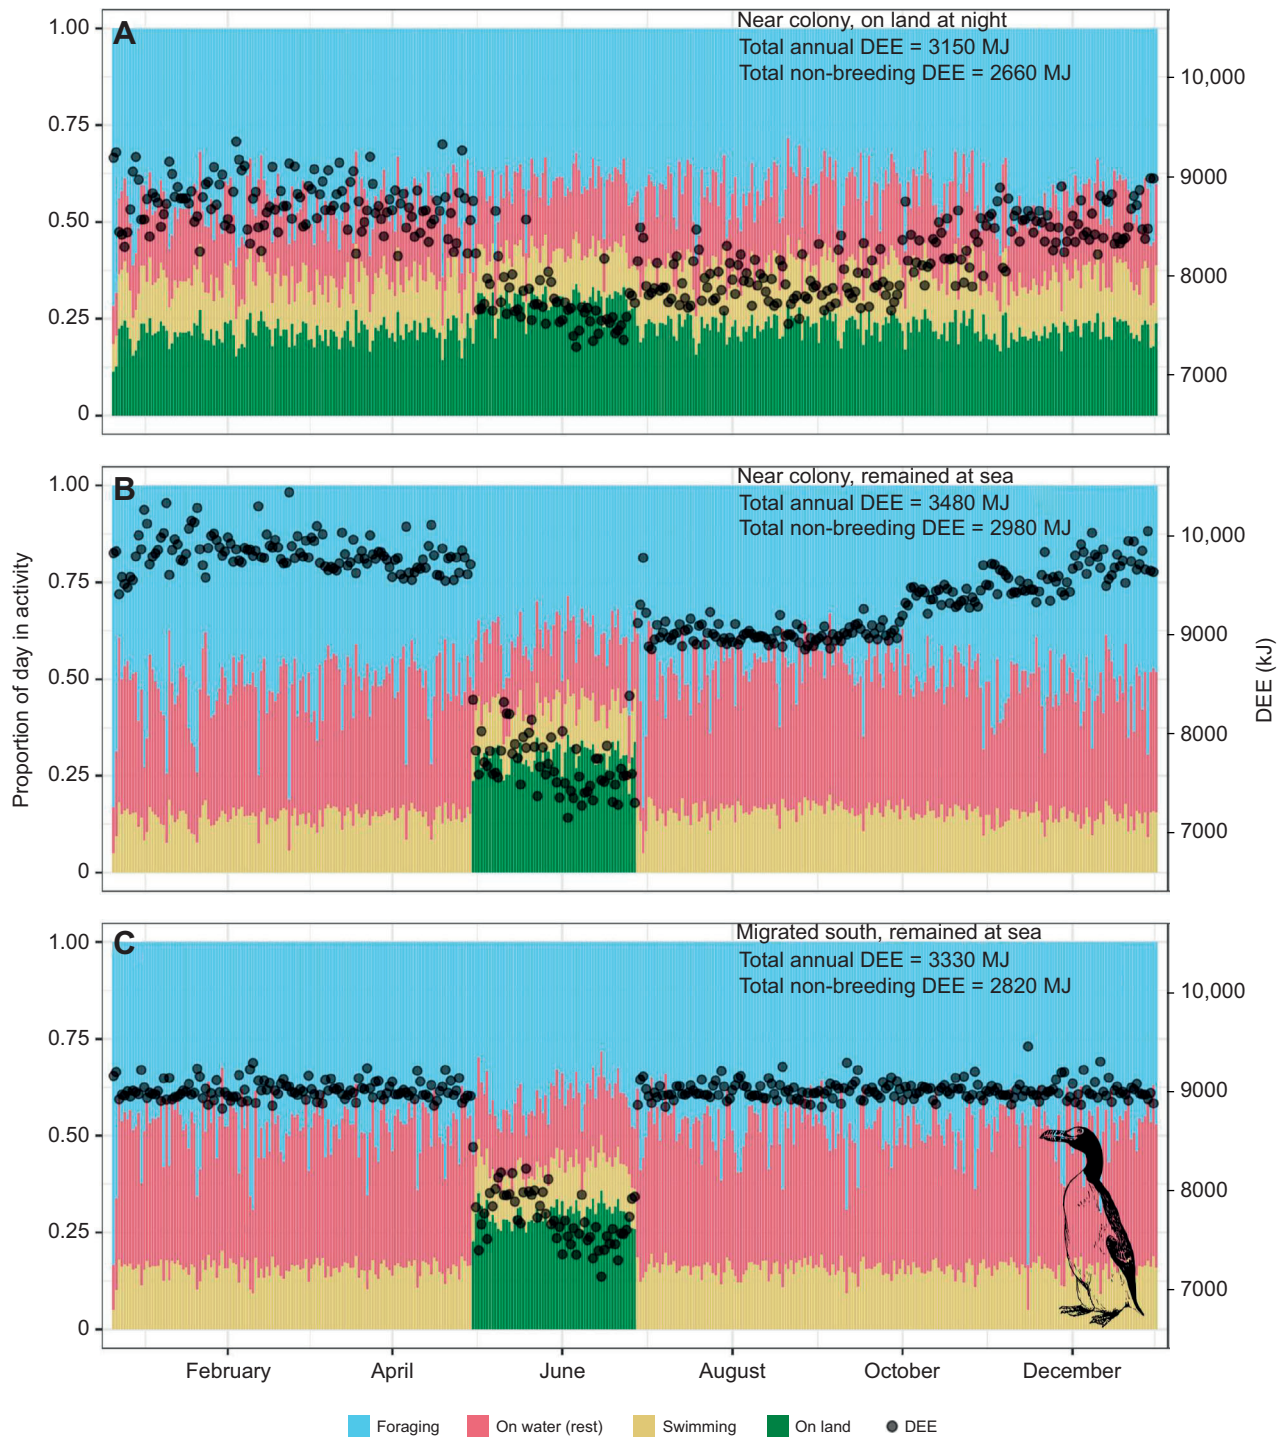 A
Near colony, on land at night
Total annual DEE = 3150 MJ
Total non-breeding DEE = 2660 MJ
1.00
0.75
0.50
0.25
0
10,000
9000
8000
7000
B
Near colony, remained at sea
Total annual DEE = 3480 MJ
Total non-breeding DEE = 2980 MJ
1.00
0.75
0.50
0.25
0
10,000
9000
8000
7000
Proportion of day in activity
DEE (kJ)
C
Migrated south, remained at sea
Total annual DEE = 3330 MJ
Total non-breeding DEE = 2820 MJ
1.00
0.75
0.50
0.25
0
10,000
9000
8000
7000
February April June August October December
Foraging On water (rest) Swimming On land DEE